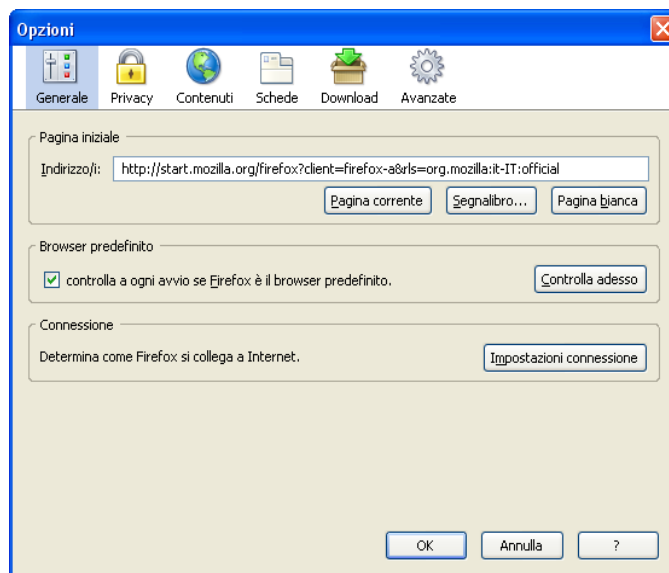 Opzioni
Generale Privacy Contenuti Schede Download Avanzate
Pagina iniziale
Indirizzo/i: http://start.mozilla.org/firefox?client=firefox-a&rls=org.mozilla:it-IT:official
Pagina corrente Segnalibro... Pagina bianca
Browser predefinito
controlla a ogni avvio se Firefox è il browser predefinito. Controlla adesso
Connessione
Determina come Firefox si collega a Internet. Impostazioni connessione
OK Annulla ?